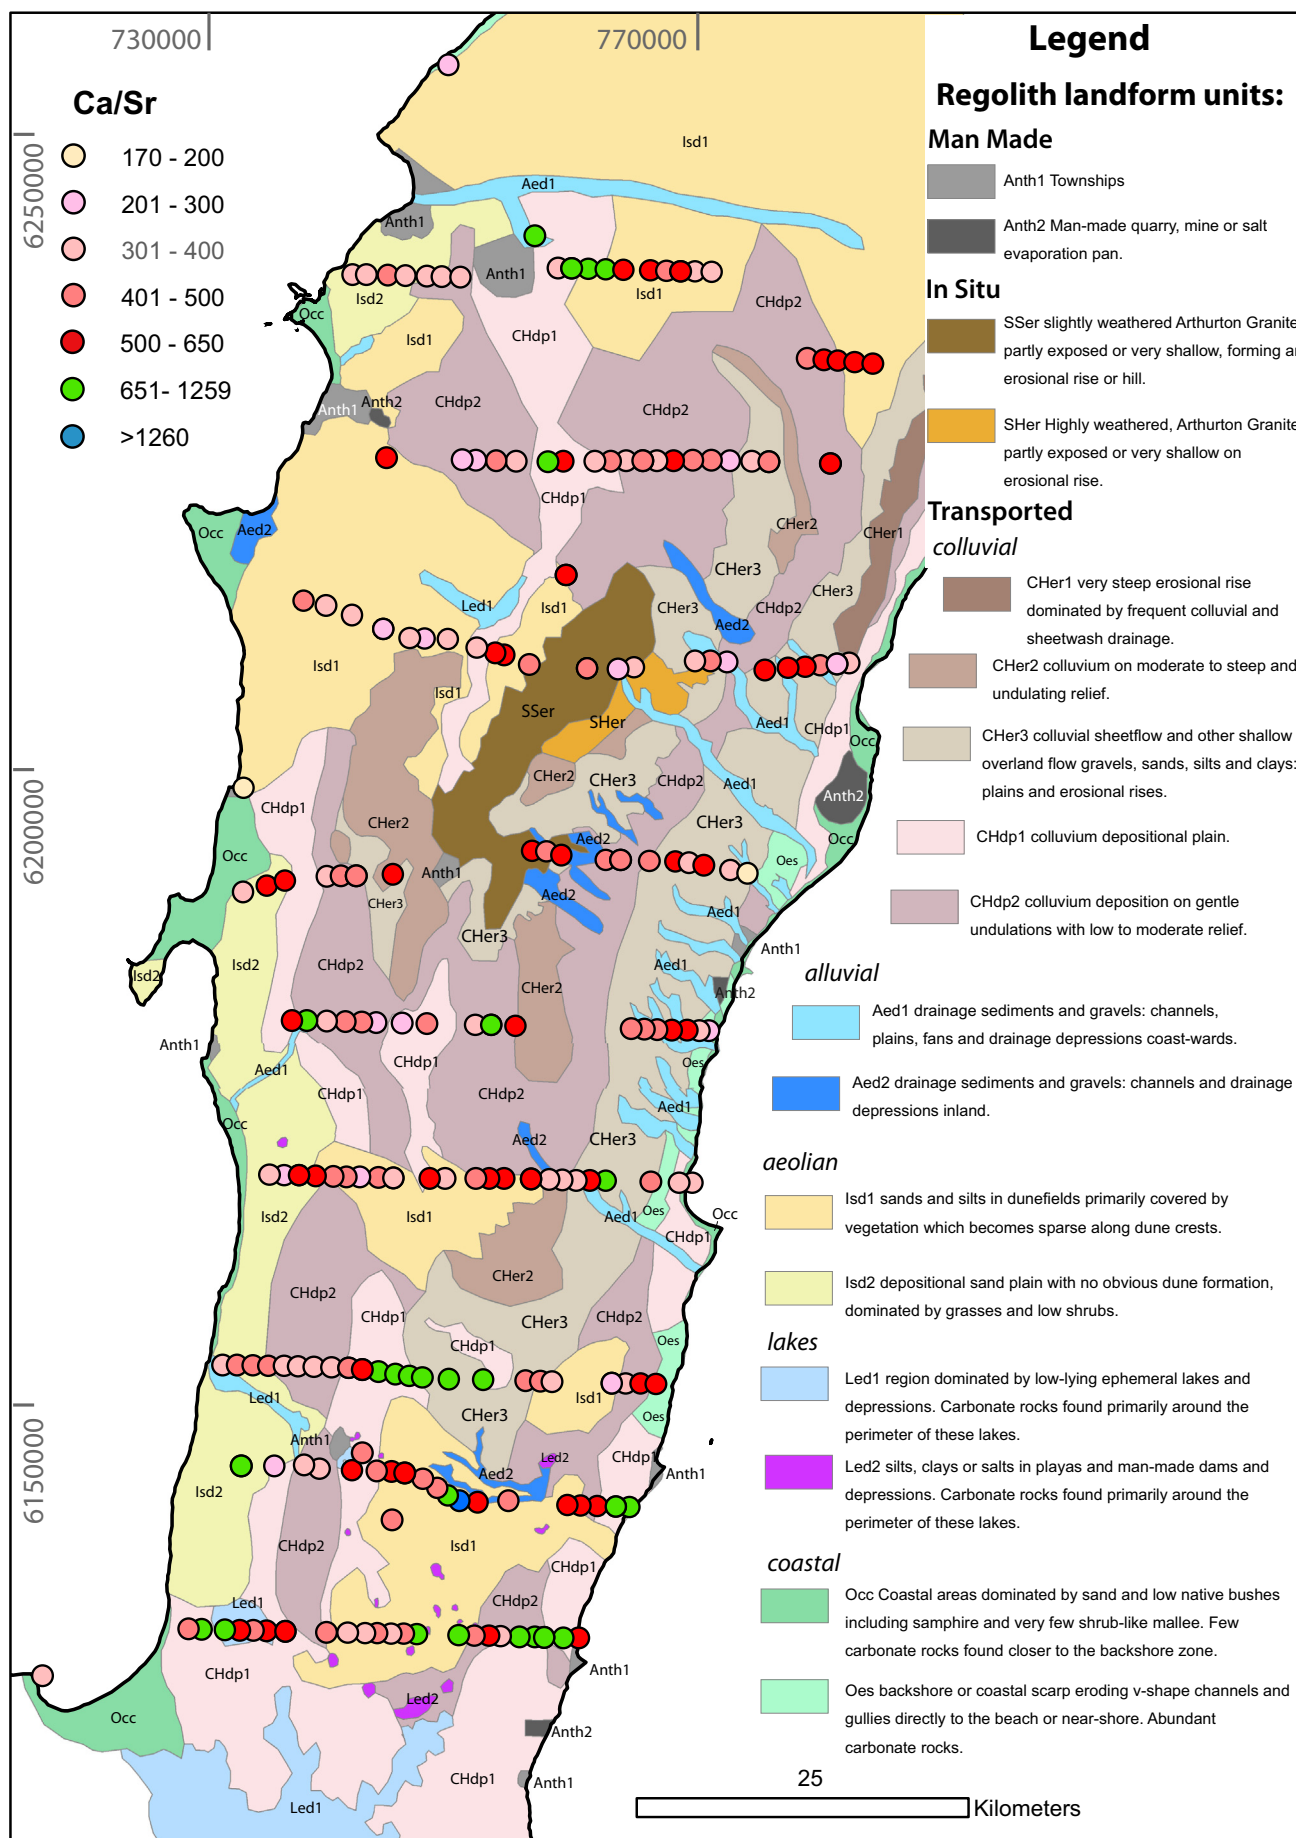 730000
770000
6250000
6200000
6150000
Ca/Sr
170 - 200
201 - 300
301 - 400
401 - 500
500 - 650
651- 1259
>1260
Legend
Regolith landform units:
Man Made
Anth1 Townships
Anth2 Man-made quarry, mine or salt
evaporation pan.
In Situ
SSer slightly weathered Arthurton Granite
partly exposed or very shallow, forming an
erosional rise or hill.
SHer Highly weathered, Arthurton Granite
partly exposed or very shallow on
erosional rise.
Transported
colluvial
CHer1 very steep erosional rise
dominated by frequent colluvial and
sheetwash drainage.
CHer2 colluvium on moderate to steep and
undulating relief.
CHer3 colluvial sheetflow and other shallow
overland flow gravels, sands, silts and clays:
plains and erosional rises.
CHdp1 colluvium depositional plain.
CHdp2 colluvium deposition on gentle
undulations with low to moderate relief.
alluvial
Aed1 drainage sediments and gravels: channels,
plains, fans and drainage depressions coast-wards.
Aed2 drainage sediments and gravels: channels and drainage
depressions inland.
aeolian
Isd1 sands and silts in dunefields primarily covered by
vegetation which becomes sparse along dune crests.
Isd2 depositional sand plain with no obvious dune formation,
dominated by grasses and low shrubs.
lakes
Led1 region dominated by low-lying ephemeral lakes and
depressions. Carbonate rocks found primarily around the
perimeter of these lakes.
Led2 silts, clays or salts in playas and man-made dams and
depressions. Carbonate rocks found primarily around the
perimeter of these lakes.
coastal
Occ Coastal areas dominated by sand and low native bushes
including samphire and very few shrub-like mallee. Few
carbonate rocks found closer to the backshore zone.
Oes backshore or coastal scarp eroding v-shape channels and
gullies directly to the beach or near-shore. Abundant
carbonate rocks.
25
Kilometers
Isd1
Aed1
Anth1
Anth1
Isd2
Isd1
CHdp2
Occ
Isd1
CHdp1
Anth1
Anth2
CHdp2
CHdp2
CHdp1
Occ
Aed2
CHer2
CHer1
CHer3
CHer3
CHer3
Led1
Isd1
CHdp2
Aed2
Isd1
Isd1
SSer
SHer
Aed1
CHdp1
Occ
CHer2
CHer3
CHdp2
Aed1
Anth2
CHdp1
CHer2
Aed2
CHer3
Occ
Occ
Oes
Anth1
CHer3
Aed2
Aed1
CHer3
Anth1
Isd2
Isd2
CHdp2
CHer2
Aed1
Anth2
Anth1
Aed1
CHdp1
CHdp1
Oes
CHdp2
Aed1
Occ
Aed2
CHer3
Isd2
Isd1
Aed1
Oes
Occ
CHdp1
CHer2
CHdp2
CHdp1
CHdp1
CHer3
CHdp2
Oes
Led1
Isd1
CHer3
Oes
Anth1
Led2
CHdp1
Anth1
Aed2
Isd2
CHdp2
Isd1
CHdp1
Led1
CHdp2
CHdp1
Anth1
Led2
Occ
Anth2
CHdp1
Anth1
Led1